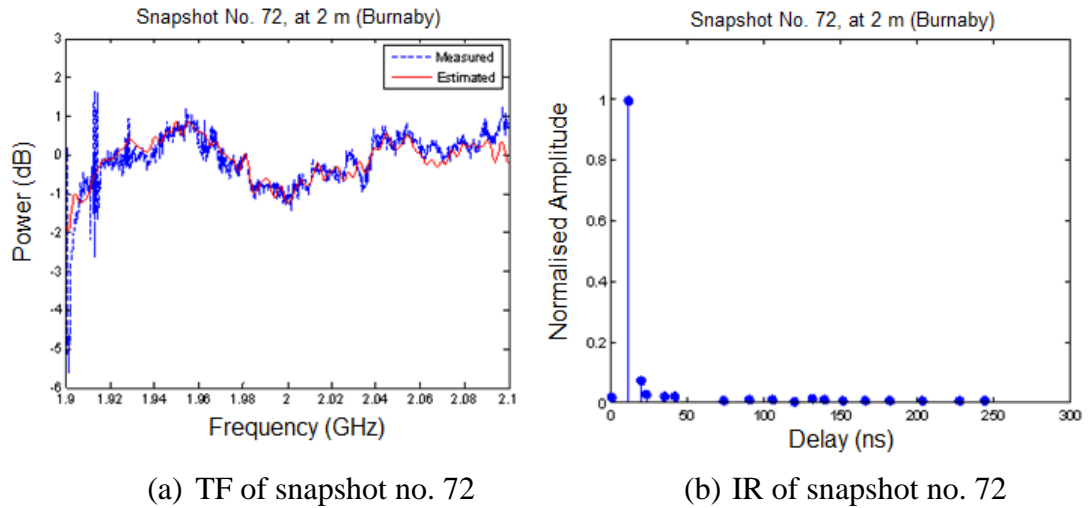 Snapshot No. 72, at 2 m (Burnaby)
Power (dB)
3
2
1
0
-1
-2
-3
-4
-5
-6
Measured
Estimated
1.9 1.92 1.94 1.96 1.98 2 2.02 2.04 2.06 2.08 2.1
Frequency (GHz)
(a) TF of snapshot no. 72
Snapshot No. 72, at 2 m (Burnaby)
Normalised Amplitude
1
0.8
0.6
0.4
0.2
0
0 50 100 150 200 250 300
Delay (ns)
(b) IR of snapshot no. 72